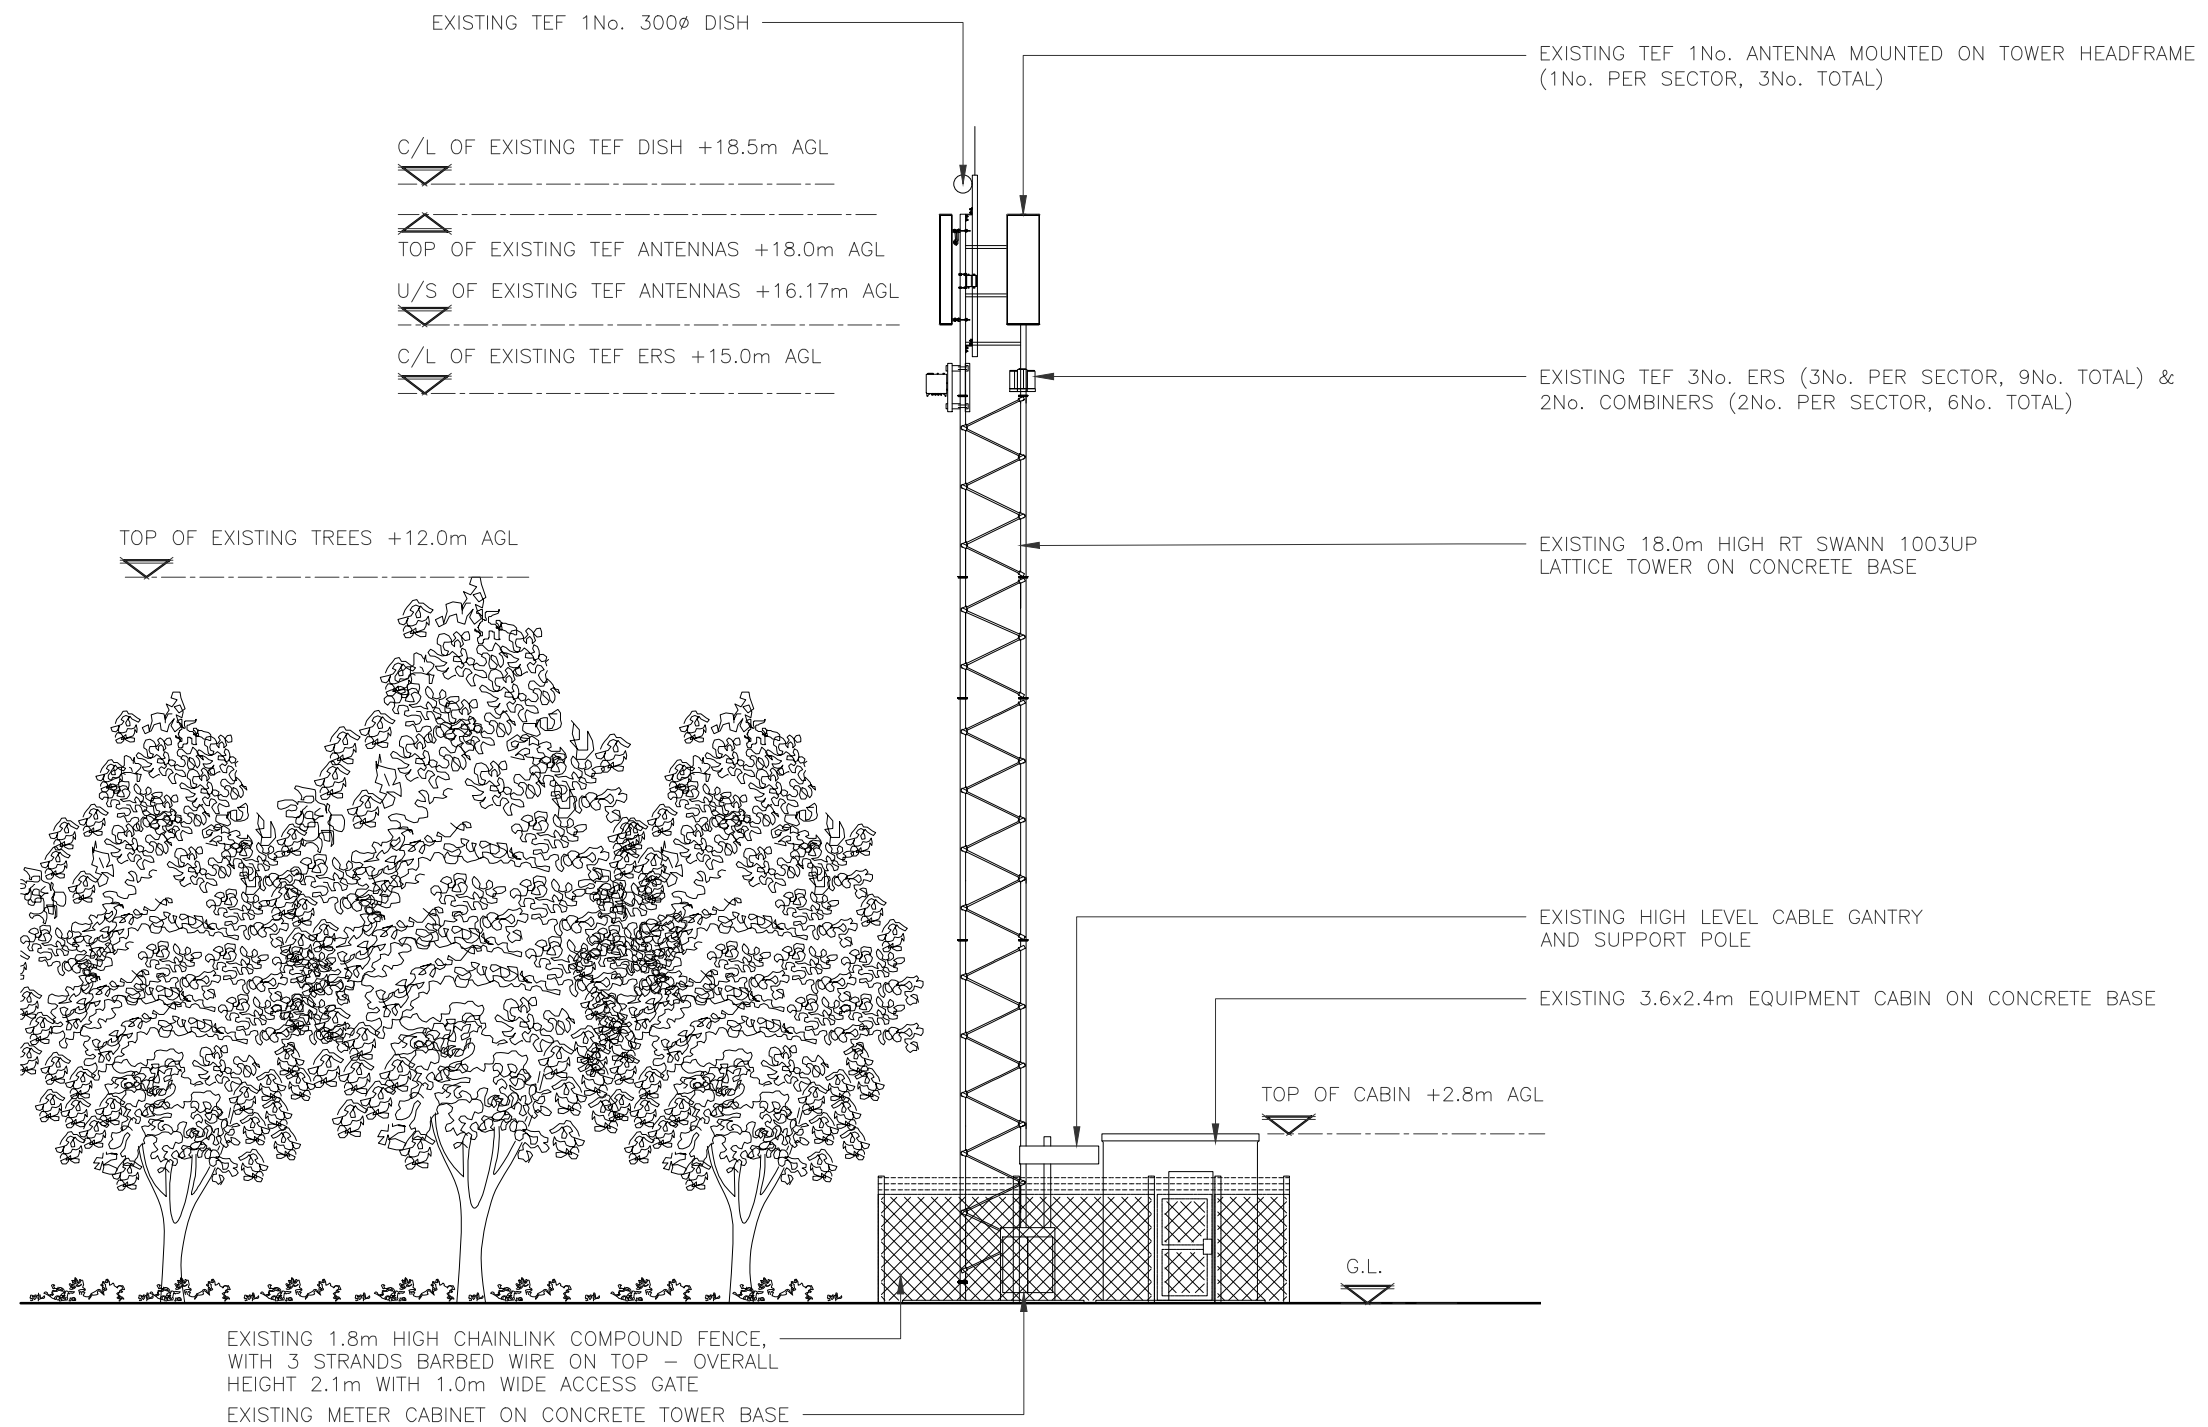 EXISTING TEF 1No. 300ø DISH
EXISTING TEF 1No. ANTENNA MOUNTED ON TOWER HEADFRAME
(1No. PER SECTOR, 3No. TOTAL)
C/L OF EXISTING TEF DISH +18.5m AGL
TOP OF EXISTING TEF ANTENNAS +18.0m AGL
U/S OF EXISTING TEF ANTENNAS +16.17m AGL
C/L OF EXISTING TEF ERS +15.0m AGL
EXISTING TEF 3No. ERS (3No. PER SECTOR, 9No. TOTAL) &
2No. COMBINERS (2No. PER SECTOR, 6No. TOTAL)
TOP OF EXISTING TREES +12.0m AGL
EXISTING 18.0m HIGH RT SWANN 1003UP
LATTICE TOWER ON CONCRETE BASE
EXISTING HIGH LEVEL CABLE GANTRY
AND SUPPORT POLE
EXISTING 3.6x2.4m EQUIPMENT CABIN ON CONCRETE BASE
TOP OF CABIN +2.8m AGL
G.L.
EXISTING 1.8m HIGH CHAINLINK COMPOUND FENCE,
WITH 3 STRANDS BARBED WIRE ON TOP – OVERALL
HEIGHT 2.1m WITH 1.0m WIDE ACCESS GATE
EXISTING METER CABINET ON CONCRETE TOWER BASE